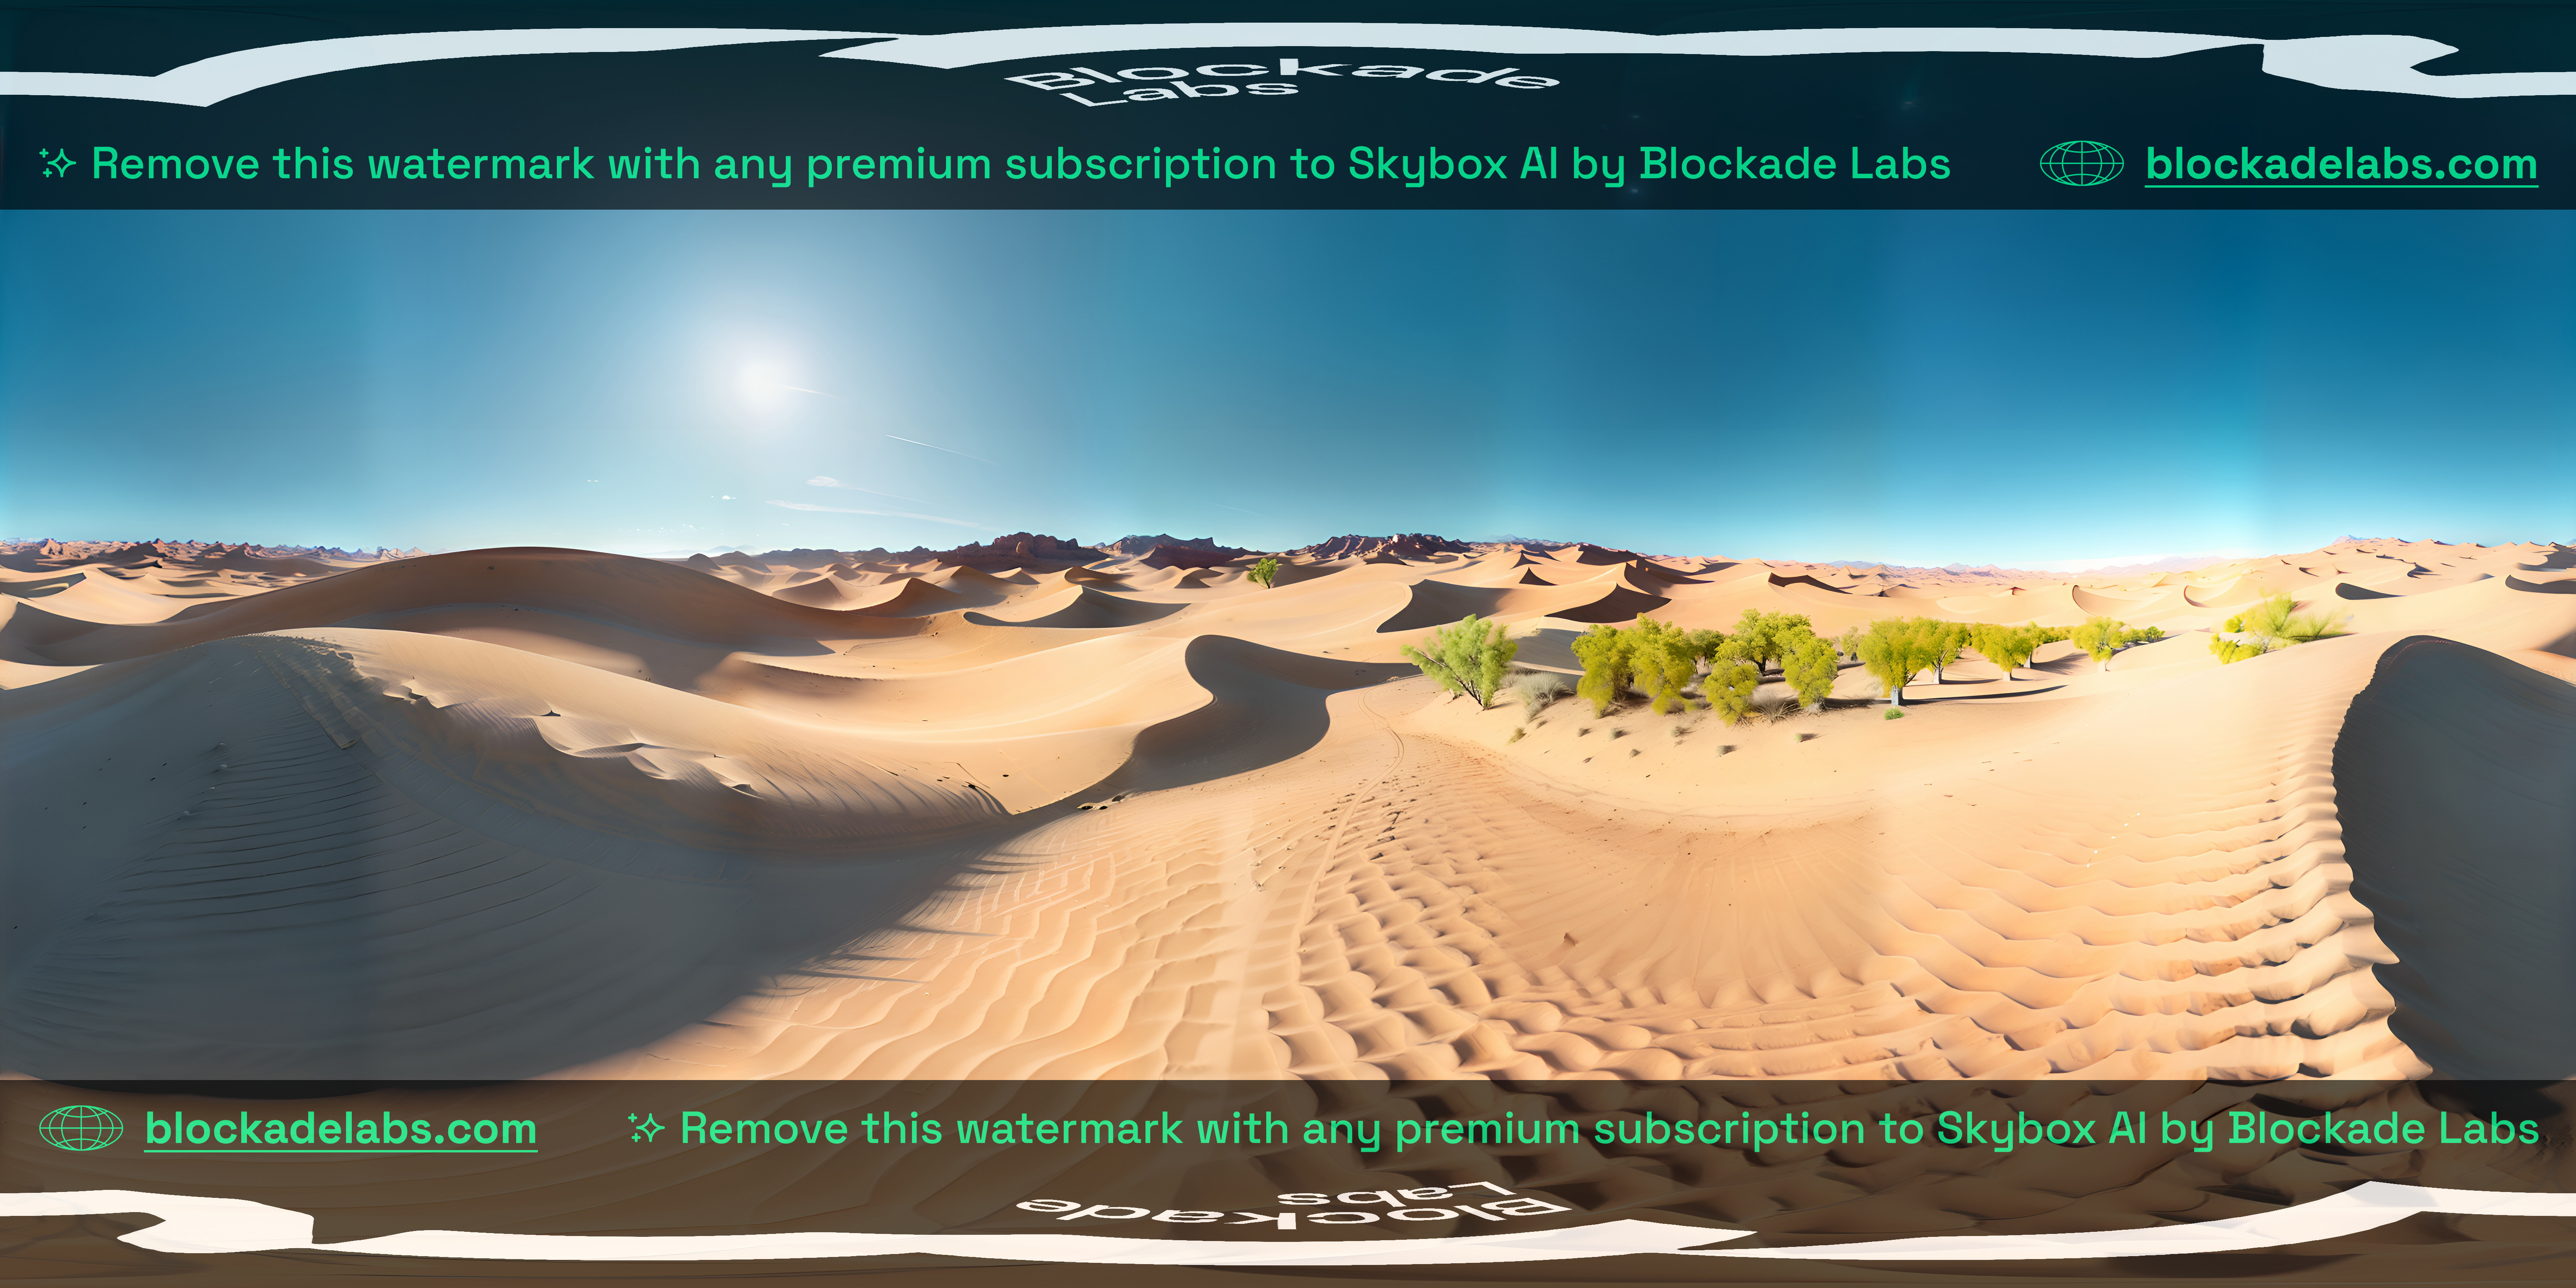 Blockade
Labs
Remove this watermark with any premium subscription to Skybox AI by Blockade Labs
blockadelabs.com
blockadelabs.com
Remove this watermark with any premium subscription to Skybox AI by Blockade Labs
Labs
Blockade